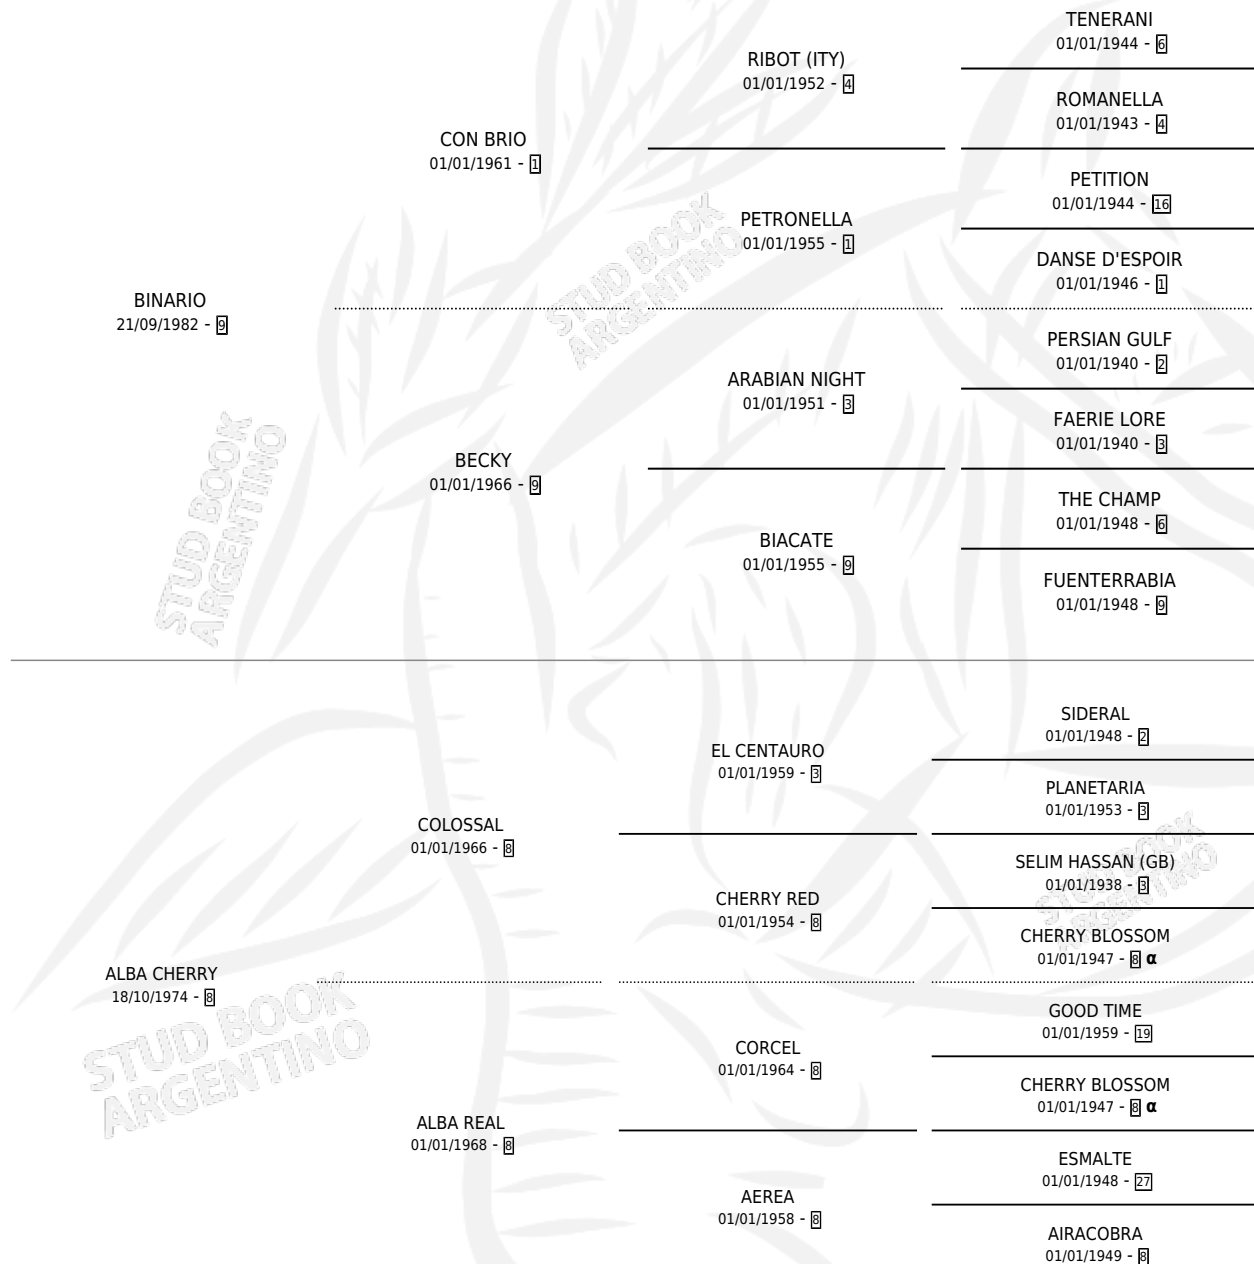 TENERANI
01/01/1944 - 6
RIBOT (ITY)
01/01/1952 - 4
ROMANELLA
01/01/1943 - 4
CON BRIO
01/01/1961 - 1
PETITION
01/01/1944 - 16
PETRONELLA
01/01/1955 - 1
DANSE D'ESPOIR
01/01/1946 - 1
BINARIO
21/09/1982 - 9
STUD BOOK
ARGENTINO
PERSIAN GULF
01/01/1940 - 2
ARABIAN NIGHT
01/01/1951 - 3
FAERIE LORE
01/01/1940 - 3
BECKY
01/01/1966 - 9
THE CHAMP
01/01/1948 - 6
BIACATE
01/01/1955 - 9
FUENTERRABIA
01/01/1948 - 9
STUD BOOK
ARGENTINO
SIDERAL
01/01/1948 - 2
EL CENTAURO
01/01/1959 - 3
PLANETARIA
01/01/1953 - 3
COLOSSAL
01/01/1966 - 8
SELIM HASSAN (GB)
01/01/1938 - 3
CHERRY RED
01/01/1954 - 8
CHERRY BLOSSOM
01/01/1947 - 8 α
STUD BOOK
ARGENTINO
ALBA CHERRY
18/10/1974 - 8
STUD BOOK
ARGENTINO
GOOD TIME
01/01/1959 - 19
CORCEL
01/01/1964 - 8
CHERRY BLOSSOM
01/01/1947 - 8 α
ALBA REAL
01/01/1968 - 8
ESMALTE
01/01/1948 - 27
AEREA
01/01/1958 - 8
AIRACOBRA
01/01/1949 - 8